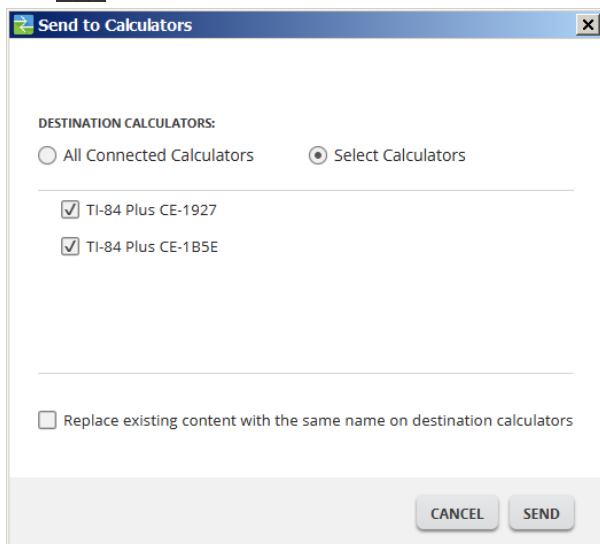 Send to Calculators
DESTINATION CALCULATORS:
All Connected Calculators Select Calculators
TI-84 Plus CE-1927
TI-84 Plus CE-1B5E
Replace existing content with the same name on destination calculators
CANCEL SEND